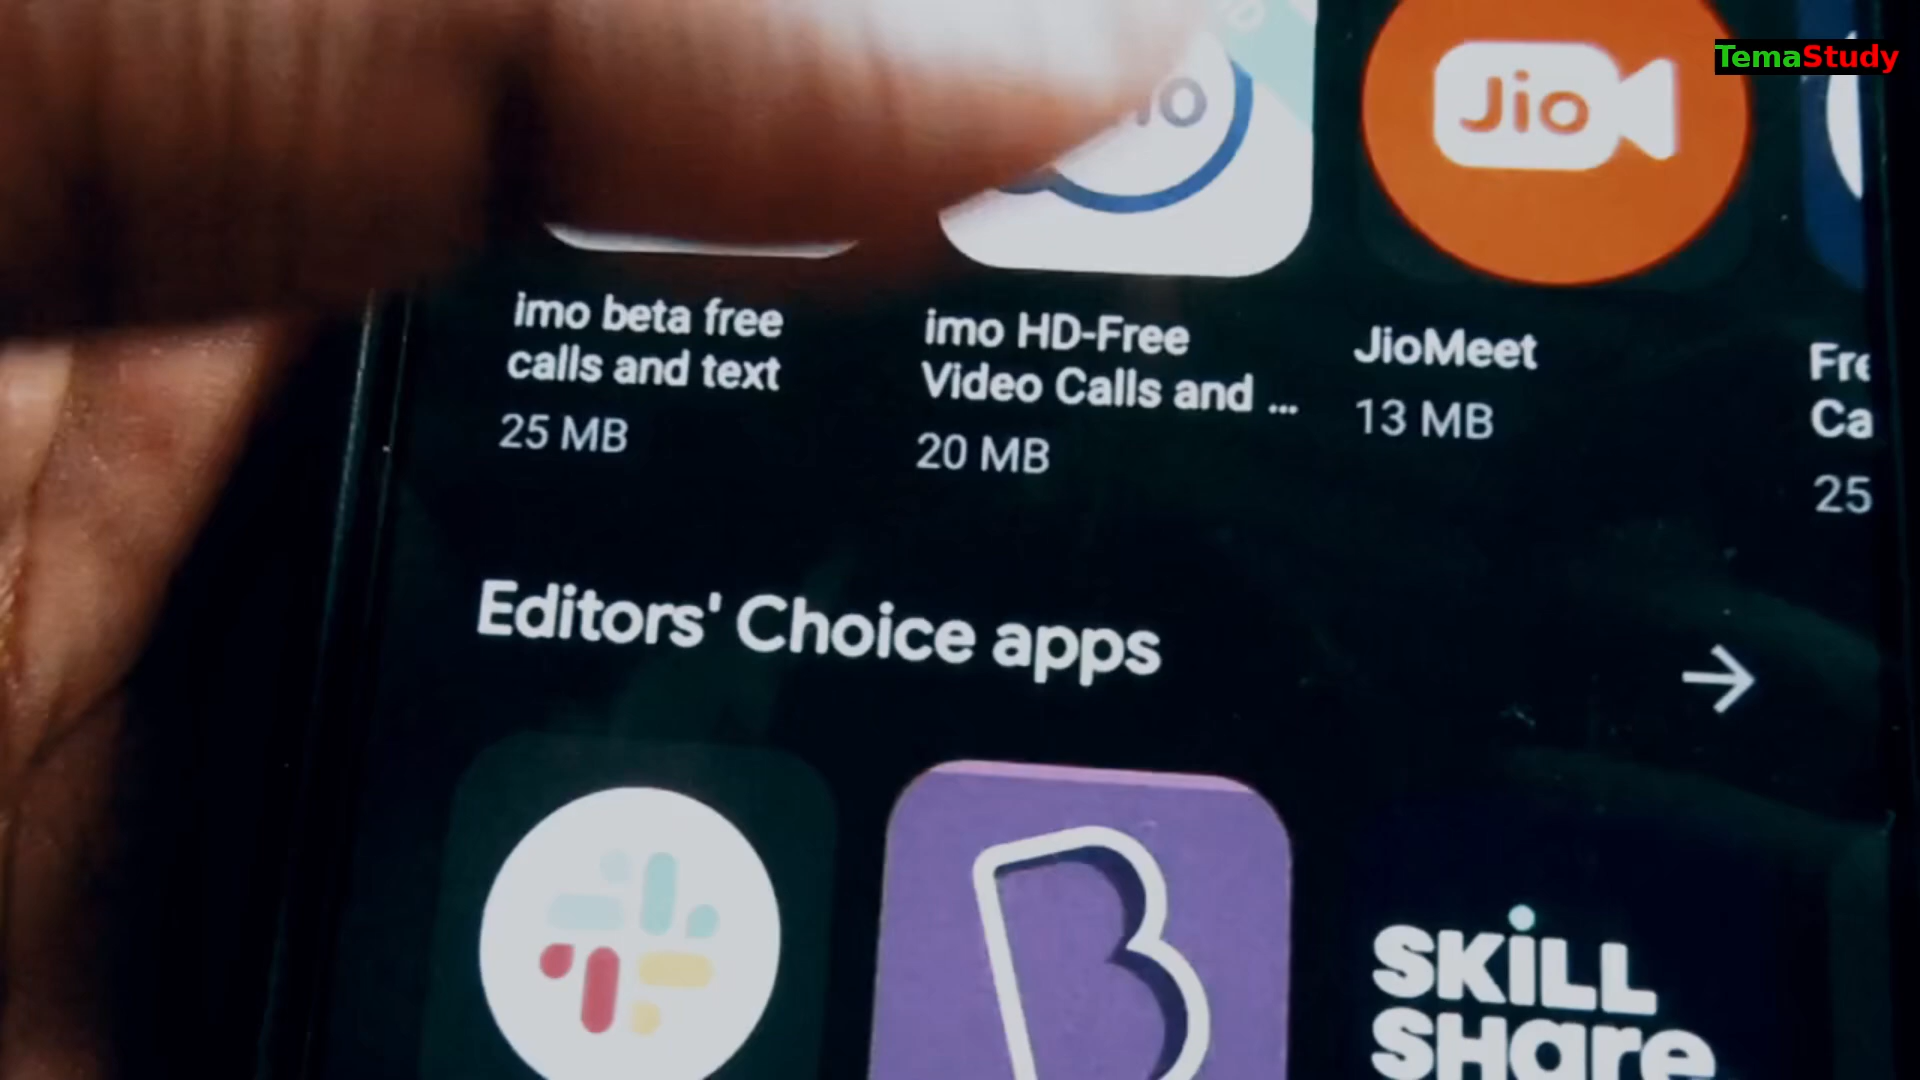 TemaStudy
Jio
imo beta free
calls and text
25 MB
imo HD-Free
Video Calls and ...
20 MB
JioMeet
13 MB
25
Editors' Choice apps
B
SKiLL
SHare